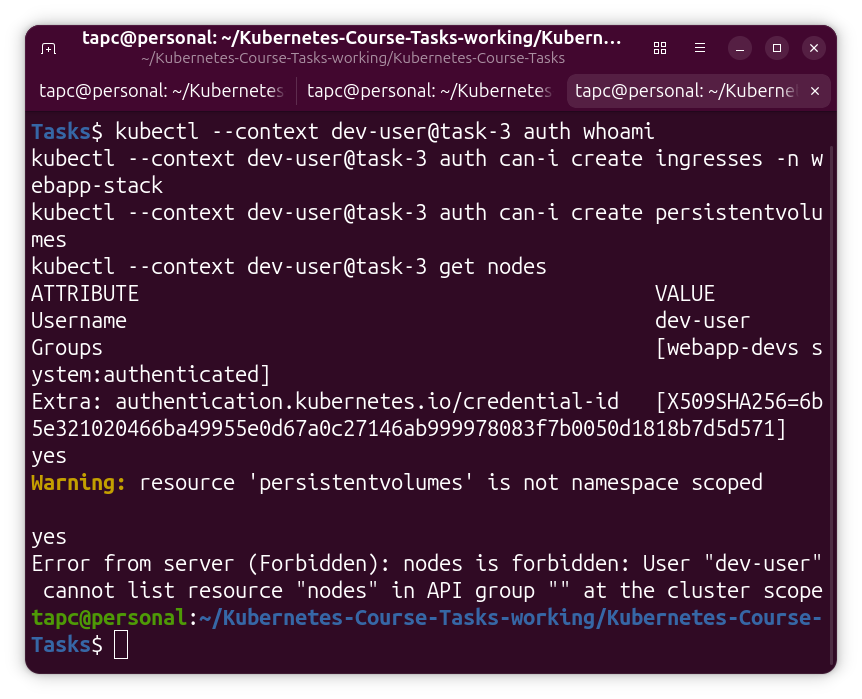 tapc@personal: ~/Kubernetes-Course-Tasks-working/Kubern...
~/Kubernetes-Course-Tasks-working/Kubernetes-Course-Tasks
tapc@personal: ~/Kubernetes tapc@personal: ~/Kubernetes tapc@personal: ~/Kubernet
Tasks$ kubectl --context dev-user@task-3 auth whoami
kubectl --context dev-user@task-3 auth can-i create ingresses -n w
ebapp-stack
kubectl --context dev-user@task-3 auth can-i create persistentvolu
mes
kubectl --context dev-user@task-3 get nodes
ATTRIBUTE VALUE
Username dev-user
Groups [webapp-devs s
ystem:authenticated]
Extra: authentication.kubernetes.io/credential-id [X509SHA256=6b
5e321020466ba49955e0d67a0c27146ab999978083f7b0050d1818b7d5d571]
yes
Warning: resource 'persistentvolumes' is not namespace scoped
yes
Error from server (Forbidden): nodes is forbidden: User "dev-user"
cannot list resource "nodes" in API group "" at the cluster scope
tapc@personal:~/Kubernetes-Course-Tasks-working/Kubernetes-Course-
Tasks$